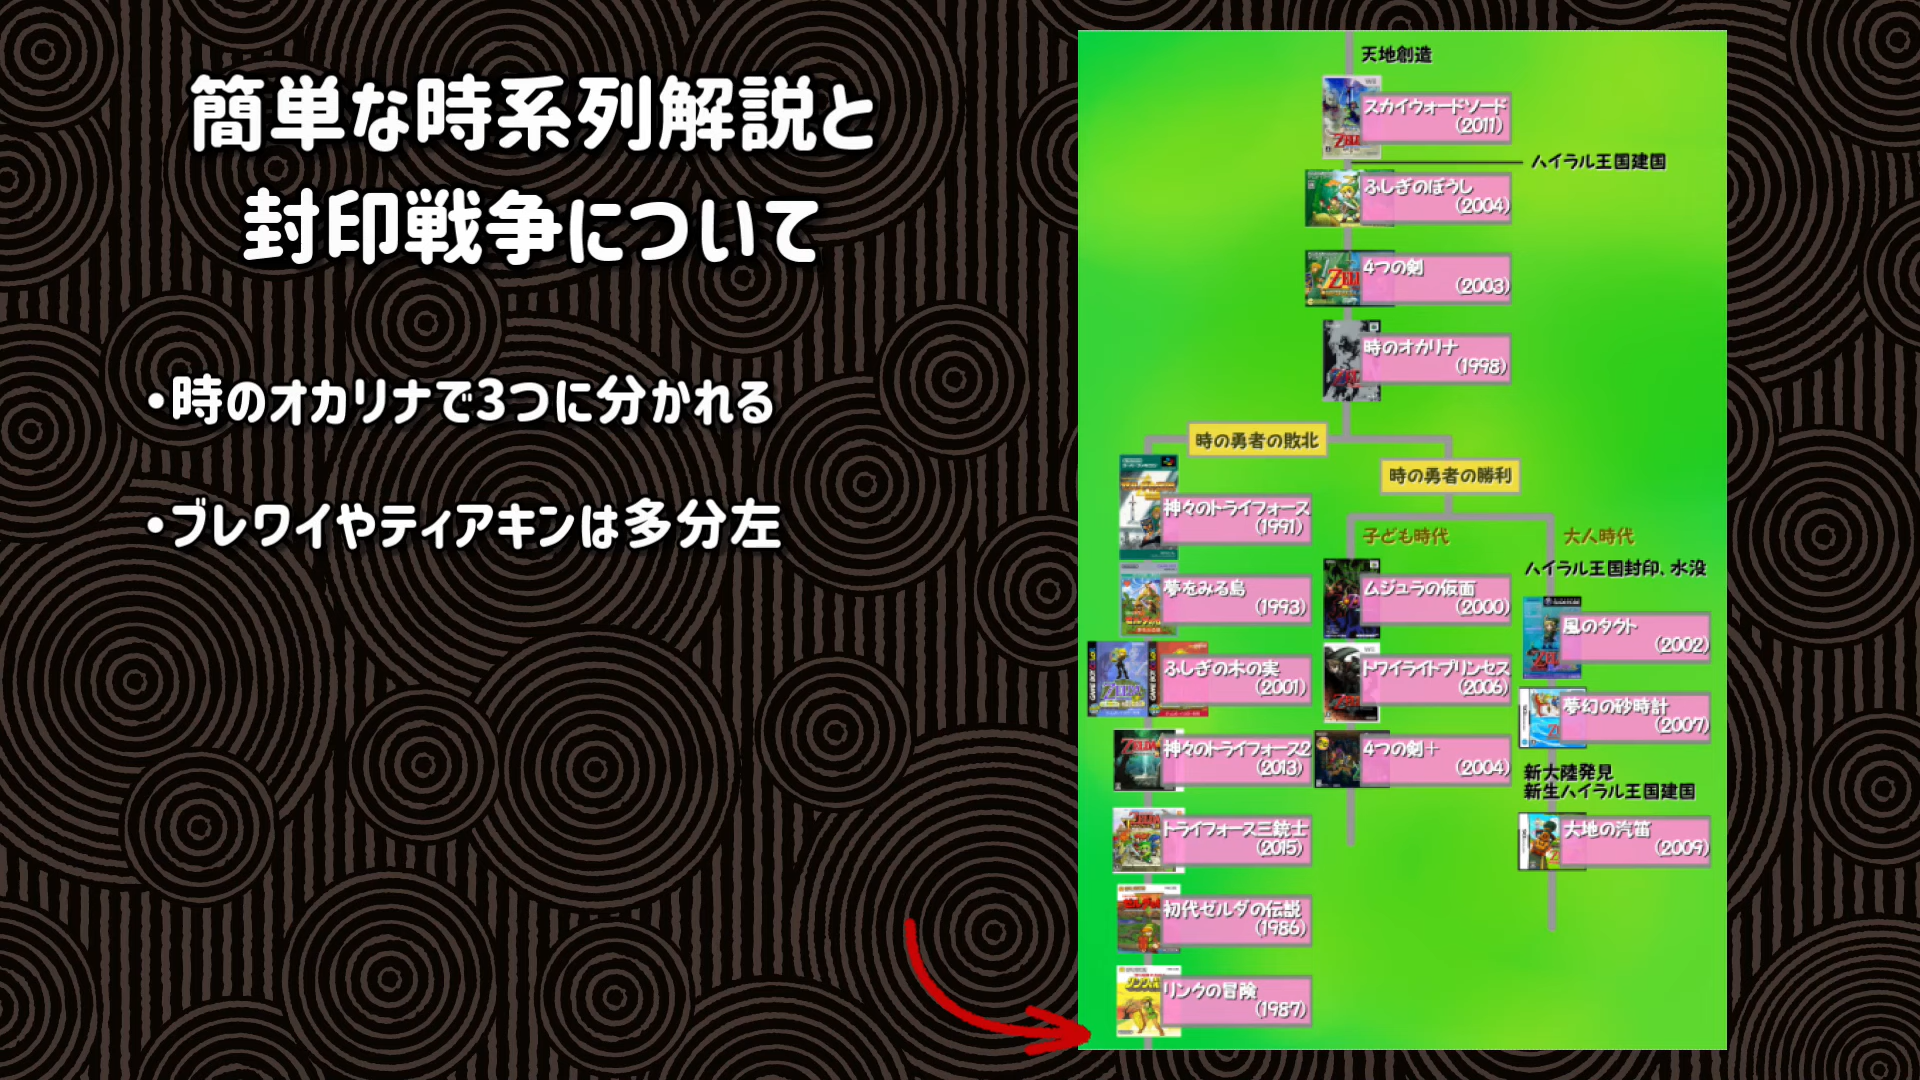 簡単な時系列解説と
封印戦争について
•時のオカリナで3つに分かれる
•ブレワイやティアキンは多分左
天地創造
スカイウォードソード
(2011)
ハイラル王国建国
ふしぎのぼうし
(2004)
4つの剣
(2003)
時のオカリナ
(1998)
時の勇者の敗北
時の勇者の勝利
神々のトライフォース
(1991)
夢をみる島
(1993)
ふしぎの木の実
(2001)
神々のトライフォース2
(2013)
トライフォース三銃士
(2015)
初代ゼルダの伝説
(1986)
リンクの冒険
(1987)
子ども時代
ムジュラの仮面
(2000)
トワイライトプリンセス
(2006)
4つの剣+
(2004)
大人時代
ハイラル王国封印、水没
風のタクト
(2002)
夢幻の砂時計
(2007)
新大陸発見
新生ハイラル王国建国
大地の汽笛
(2009)